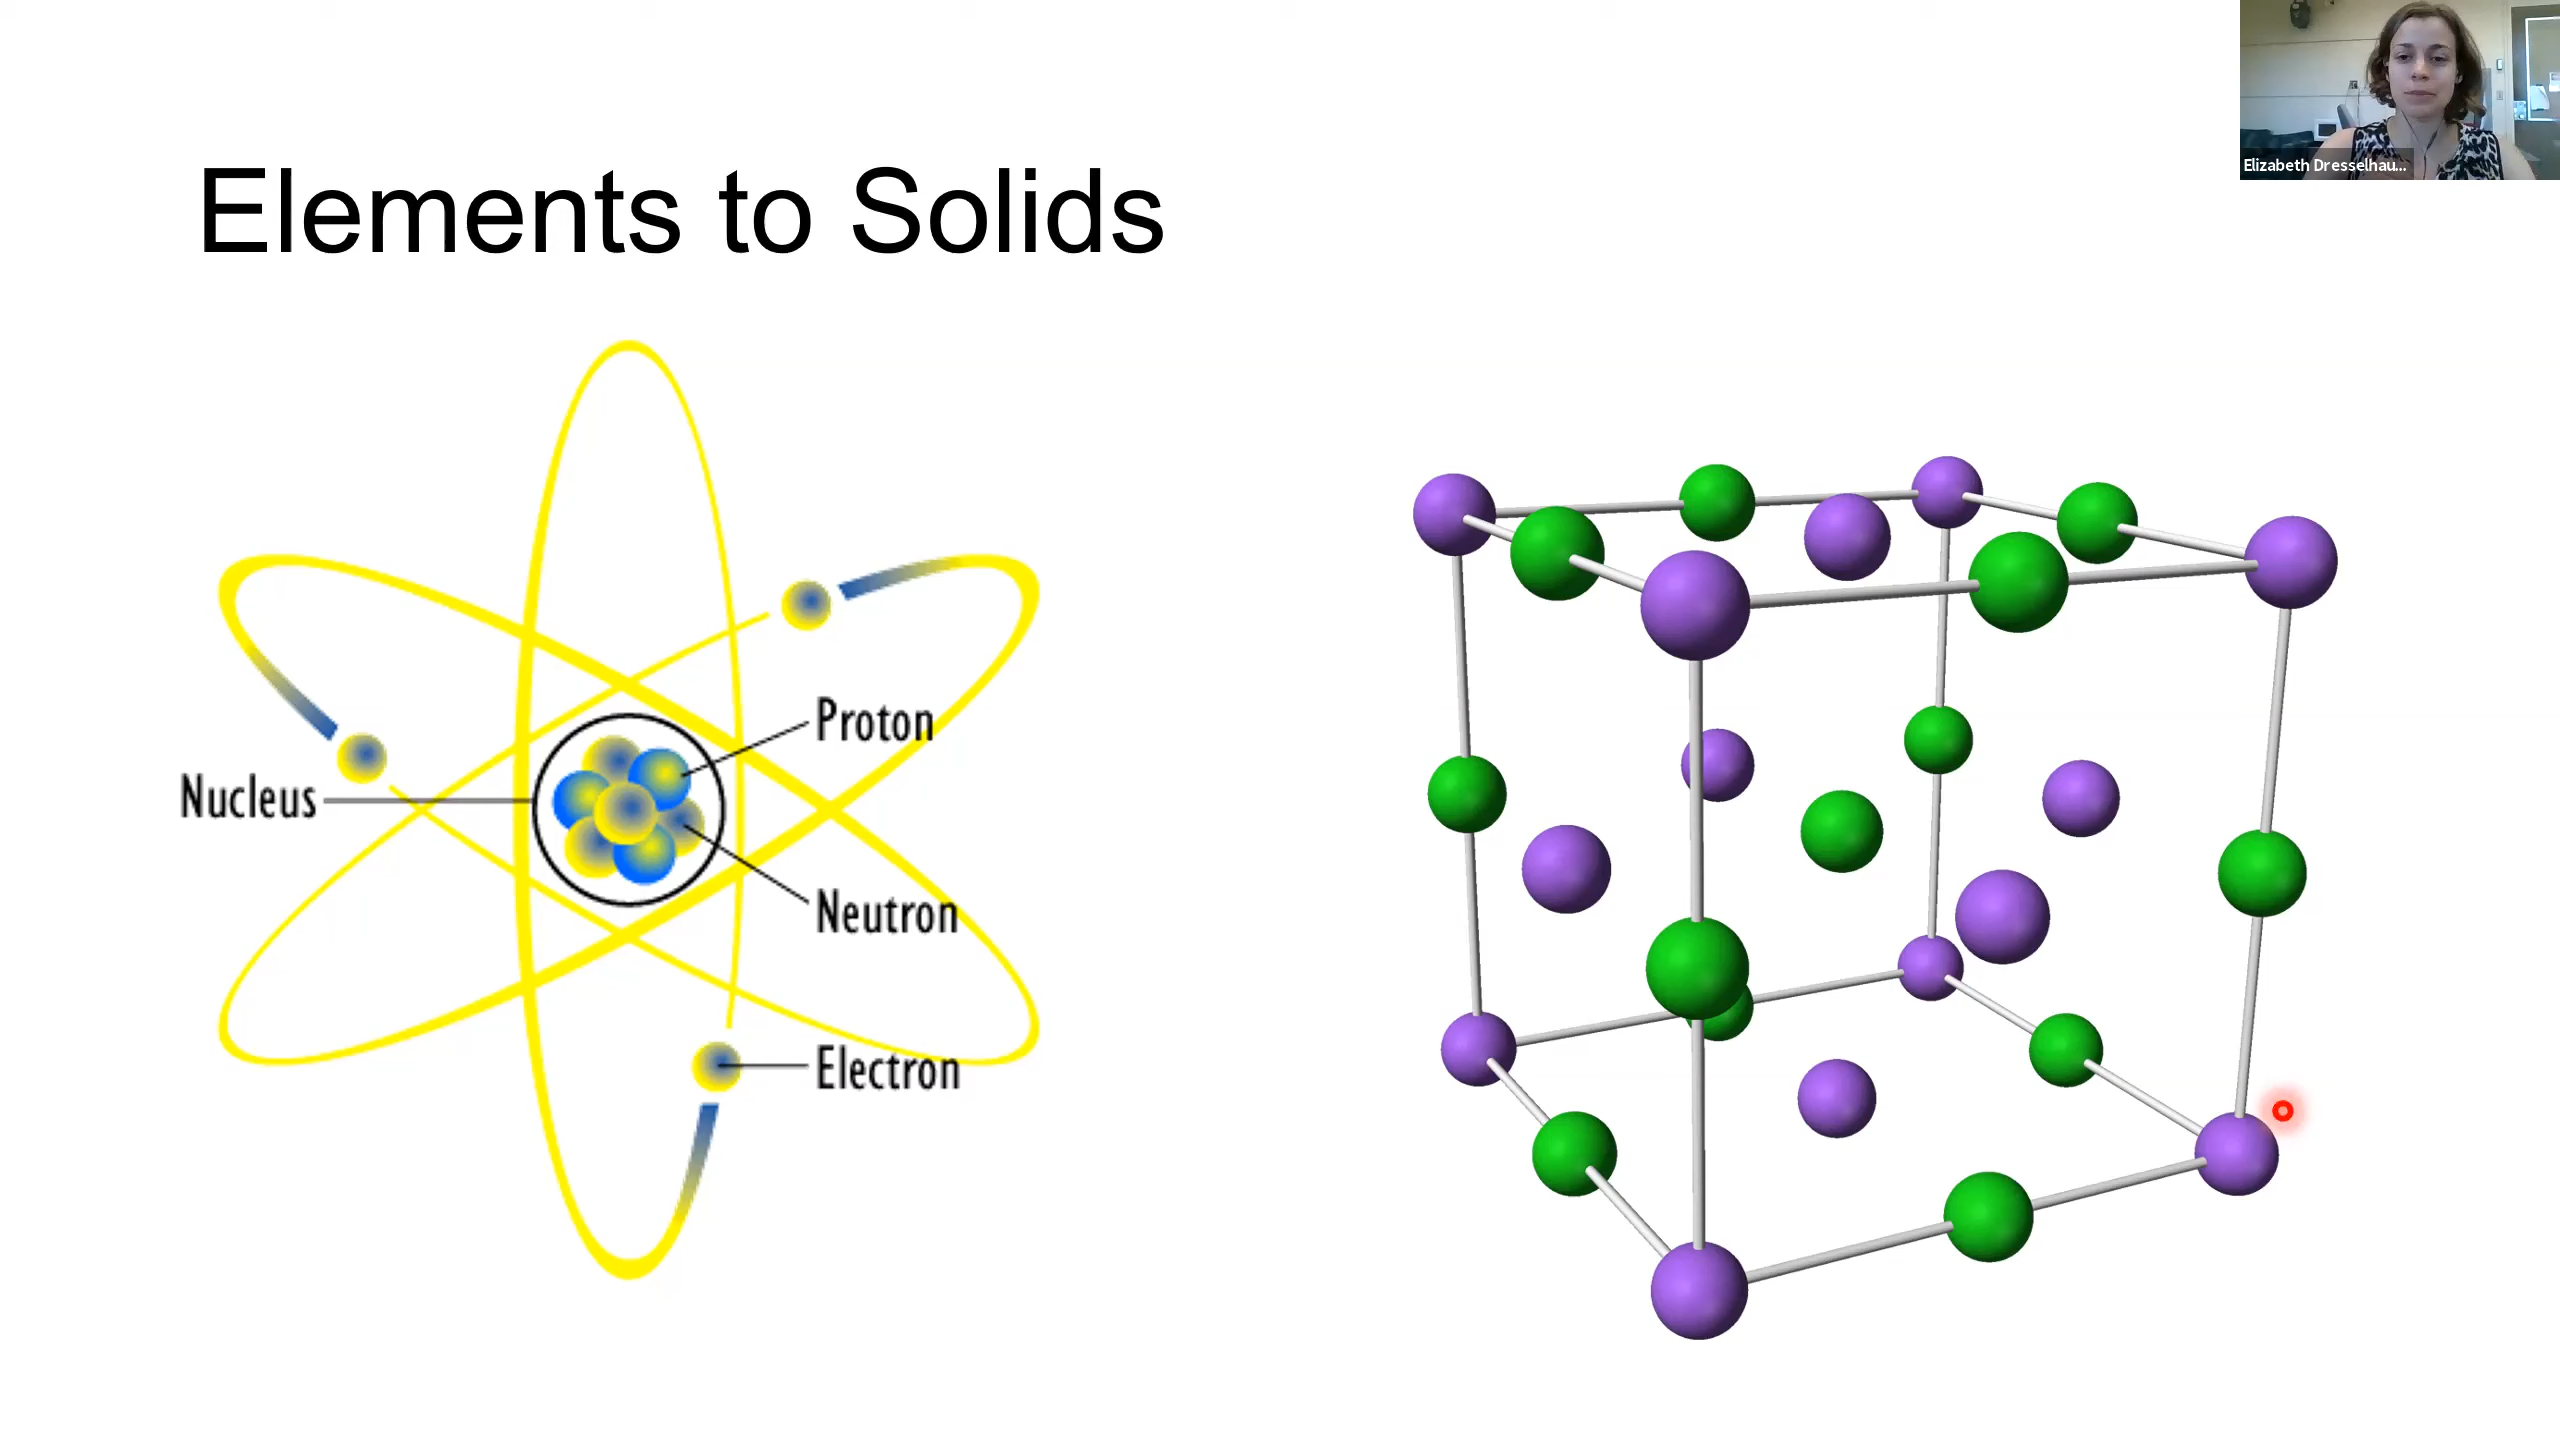 Elizabeth Dresselhau...
Elements to Solids
Proton
Nucleus
Neutron
Electron